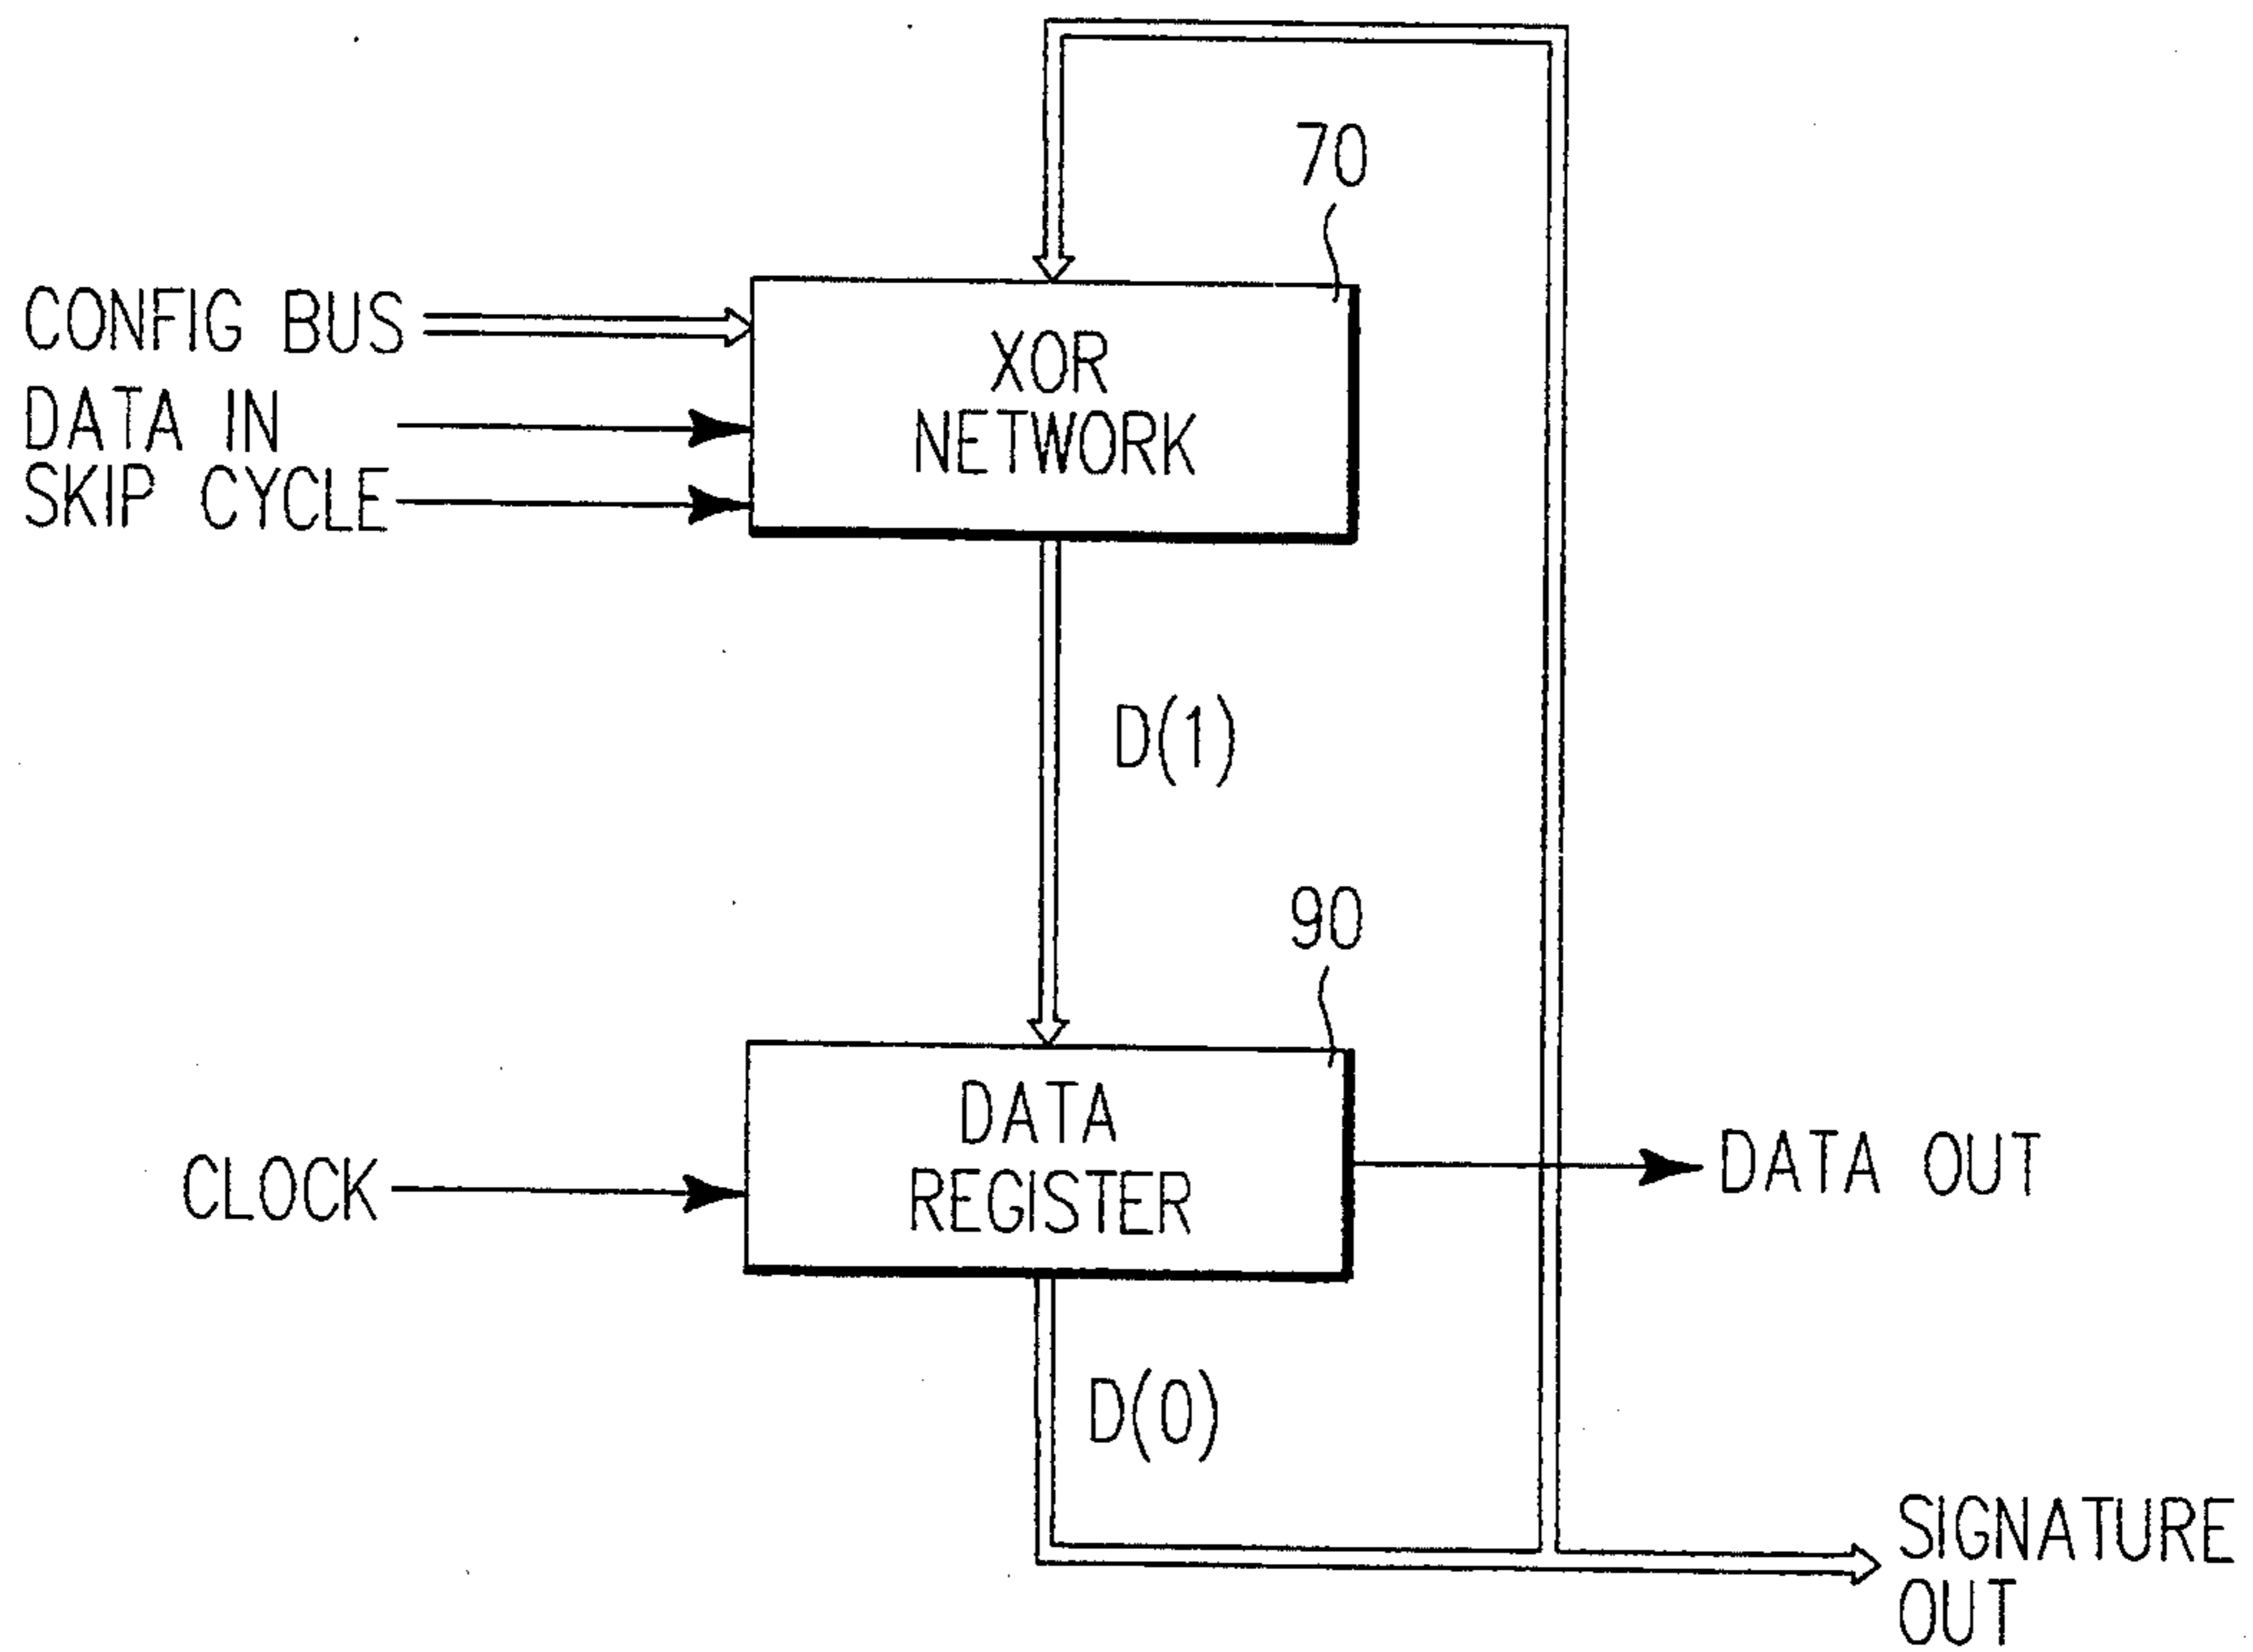 70
CONFIG BUS
DATA IN
SKIP CYCLE
XOR
NETWORK
D(1)
90
DATA
REGISTER
CLOCK
DATA OUT
D(0)
SIGNATURE
OUT